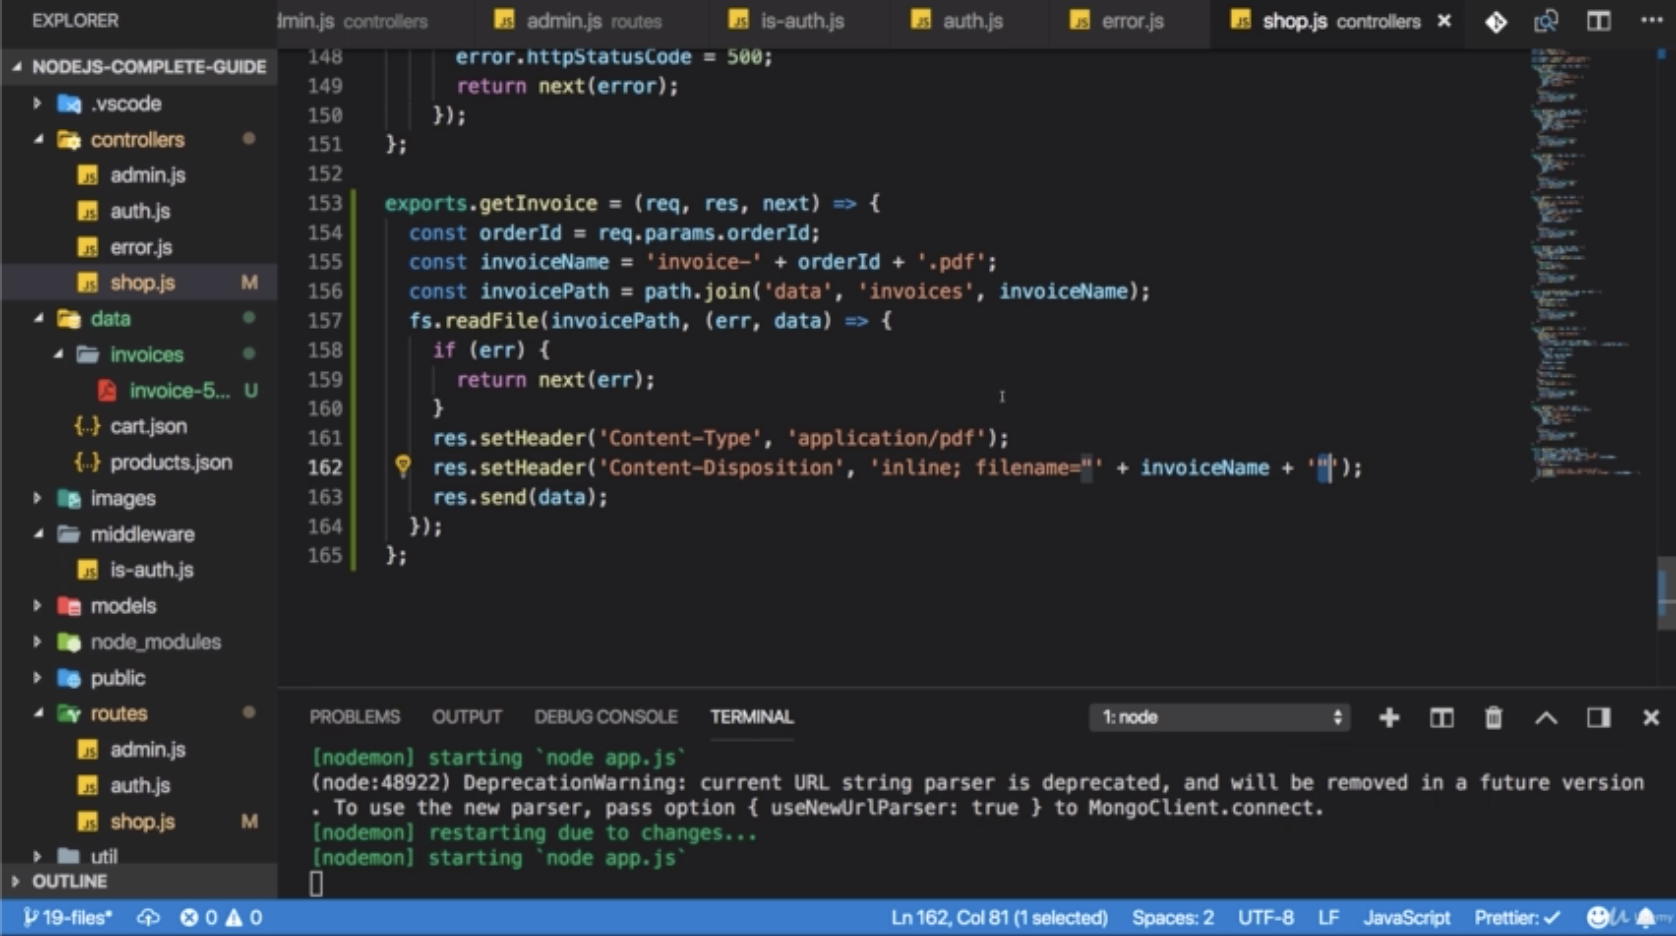 EXPLORER
dmin.js controllers
admin.js routes
is-auth.js
auth.js
error.js
shop.js controllers
NODEJS-COMPLETE-GUIDE
.vscode
controllers
admin.js
auth.js
error.js
shop.js M
data
invoices
invoice-5... U
cart.json
products.json
images
middleware
is-auth.js
models
node_modules
public
routes
admin.js
auth.js
shop.js M
util
OUTLINE
148 error.httpStatusCode = 500;
149 return next(error);
150 });
151 };
152
153 exports.getInvoice = (req, res, next) => {
154 const orderId = req.params.orderId;
155 const invoiceName = 'invoice-' + orderId + '.pdf';
156 const invoicePath = path.join('data', 'invoices', invoiceName);
157 fs.readFile(invoicePath, (err, data) => {
158 if (err) {
159 return next(err);
160 }
161 res.setHeader('Content-Type', 'application/pdf');
162 res.setHeader('Content-Disposition', 'inline; filename="' + invoiceName + '"');
163 res.send(data);
164 });
165 };
PROBLEMS OUTPUT DEBUG CONSOLE TERMINAL 1: node
[nodemon] starting `node app.js`
(node:48922) DeprecationWarning: current URL string parser is deprecated, and will be removed in a future version
. To use the new parser, pass option { useNewUrlParser: true } to MongoClient.connect.
[nodemon] restarting due to changes...
[nodemon] starting `node app.js`
19-files* 0 0 Ln 162, Col 81 (1 selected) Spaces: 2 UTF-8 LF JavaScript Prettier: ✓